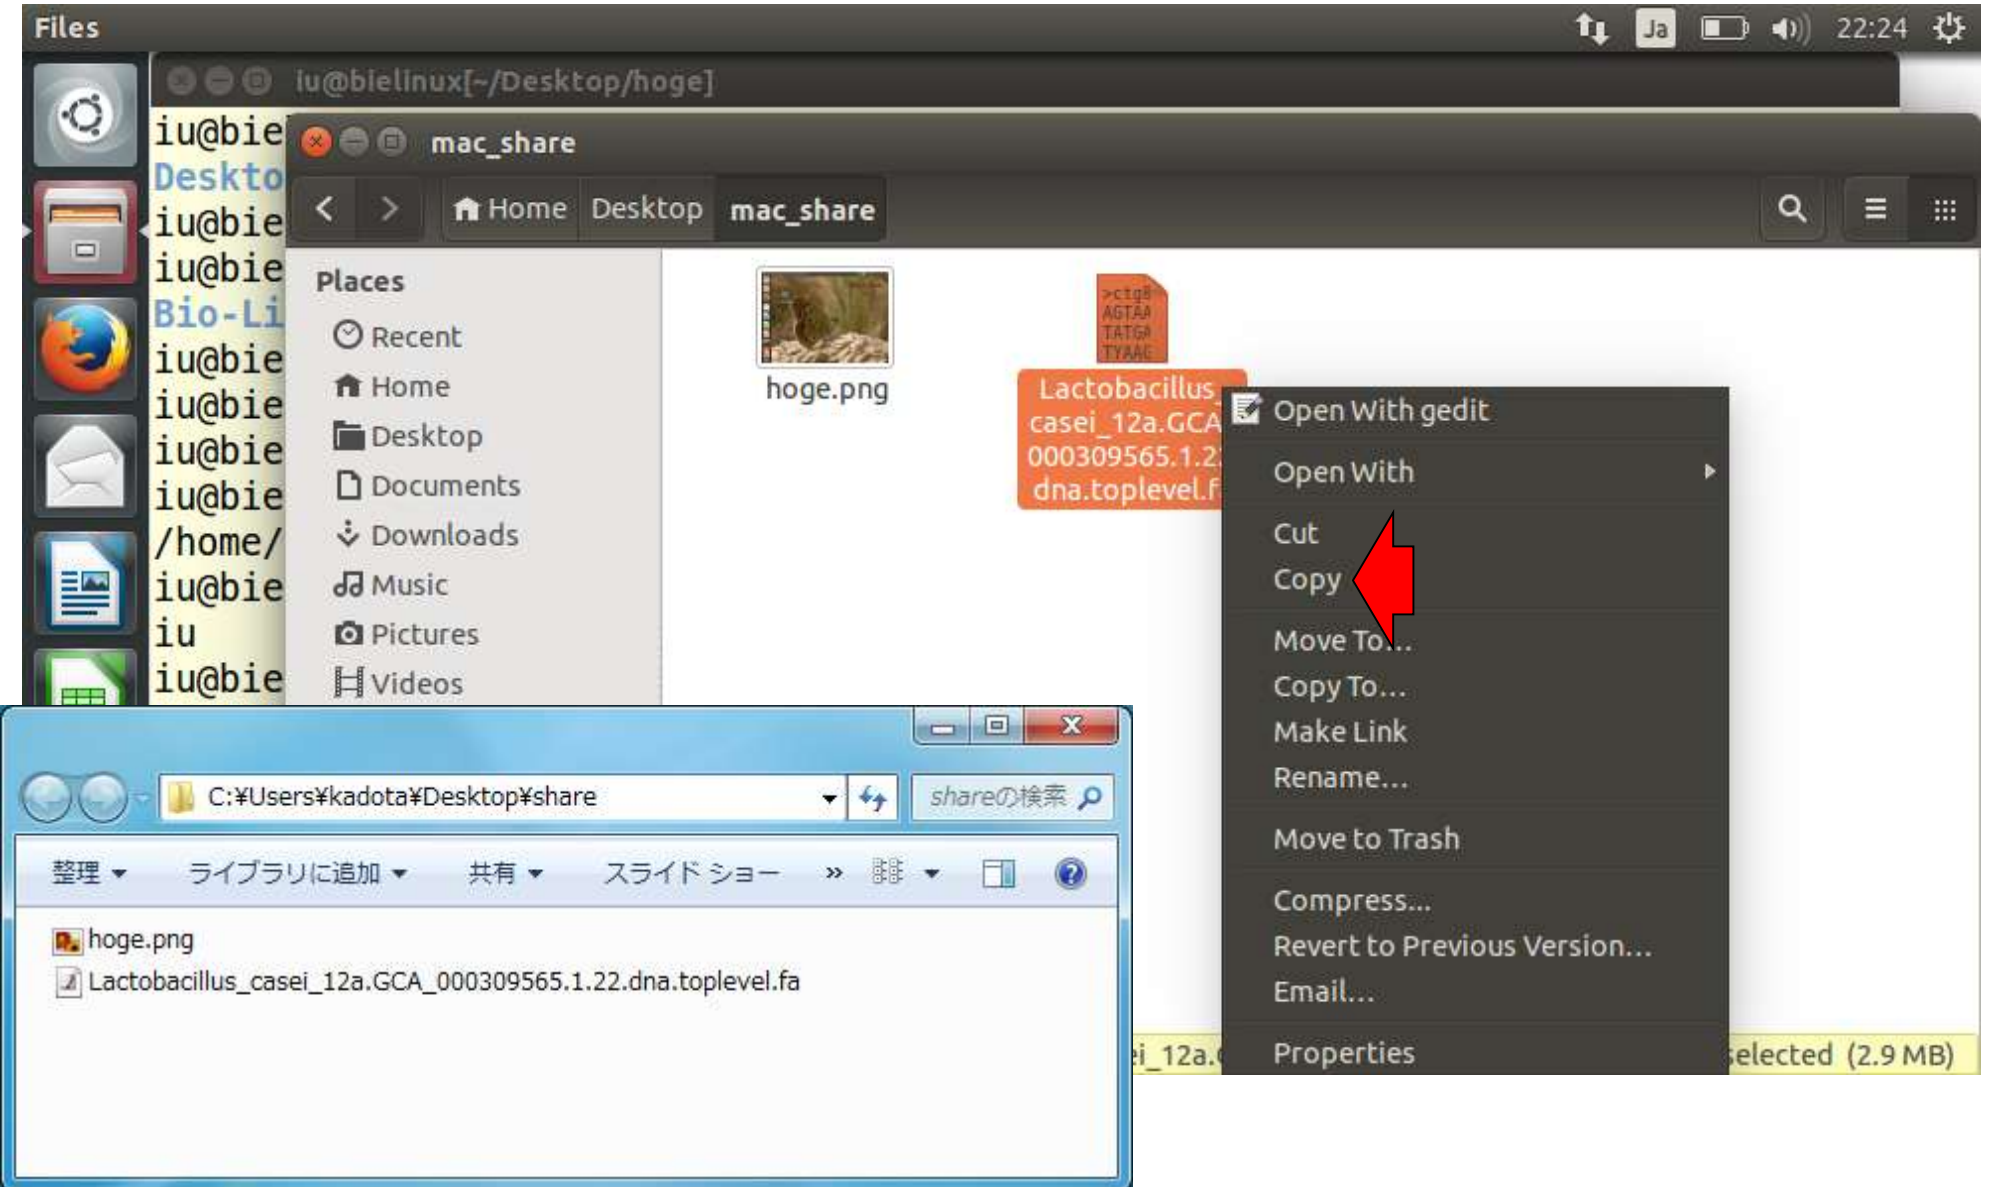 Files
Ja
22:24
iu@bielinux[~/Desktop/hoge]
iu@bie
Deskto
iu@bie
iu@bie
Bio-Li
iu@bie
iu@bie
iu@bie
iu@bie
/home/
iu@bie
iu
iu@bie
mac_share
Home Desktop mac_share
Places
Recent
Home
Desktop
Documents
Downloads
Music
Pictures
Videos
hoge.png
>ctg
AGTAA
TATGA
TYAAG
Lactobacillus_
casei_12a.GCA
000309565.1.2
dna.toplevel.f
Open With gedit
Open With
Cut
Copy
Move To...
Copy To...
Make Link
Rename...
Move to Trash
Compress...
Revert to Previous Version...
Email...
Properties
ei_12a.
selected (2.9 MB)
C:¥Users¥kadota¥Desktop¥share
shareの検索
整理 ライブラリに追加 共有 スライド ショー »
hoge.png
Lactobacillus_casei_12a.GCA_000309565.1.22.dna.toplevel.fa